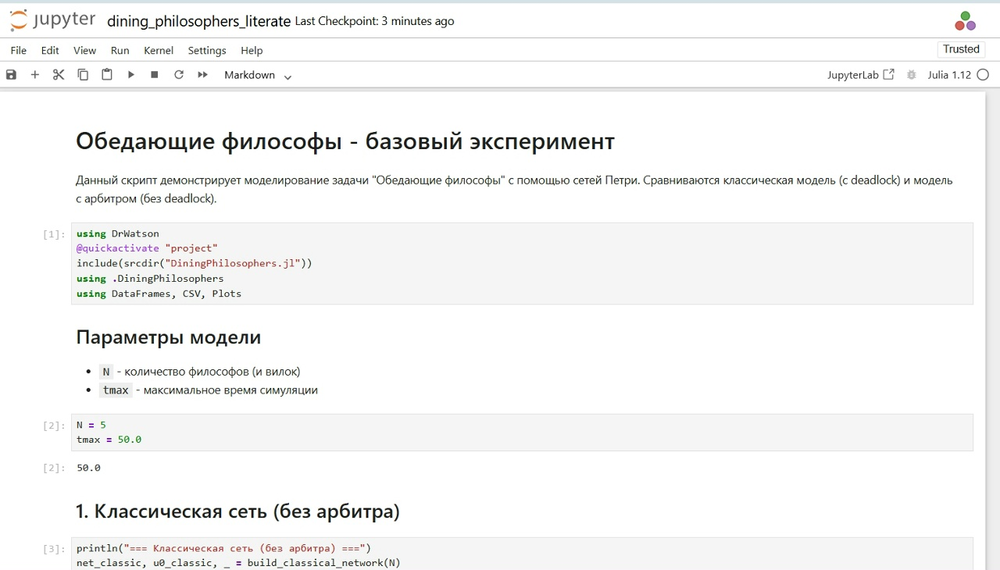 jupyter dining_philosophers_literate Last Checkpoint: 3 minutes ago
File Edit View Run Kernel Settings Help Trusted
Markdown JupyterLab Julia 1.12
Обедающие философы - базовый эксперимент
Данный скрипт демонстрирует моделирование задачи "Обедающие философы" с помощью сетей Петри. Сравниваются классическая модель (с deadlock) и модель
с арбитром (без deadlock).
[1]: using DrWatson
@quickactivate "project"
include(srcdir("DiningPhilosophers.jl"))
using .DiningPhilosophers
using DataFrames, CSV, Plots
Параметры модели
• N - количество философов (и вилок)
• tmax - максимальное время симуляции
[2]: N = 5
tmax = 50.0
[2]: 50.0
1. Классическая сеть (без арбитра)
[3]: println("=== Классическая сеть (без арбитра) ===")
net_classic, u0_classic, _ = build_classical_network(N)